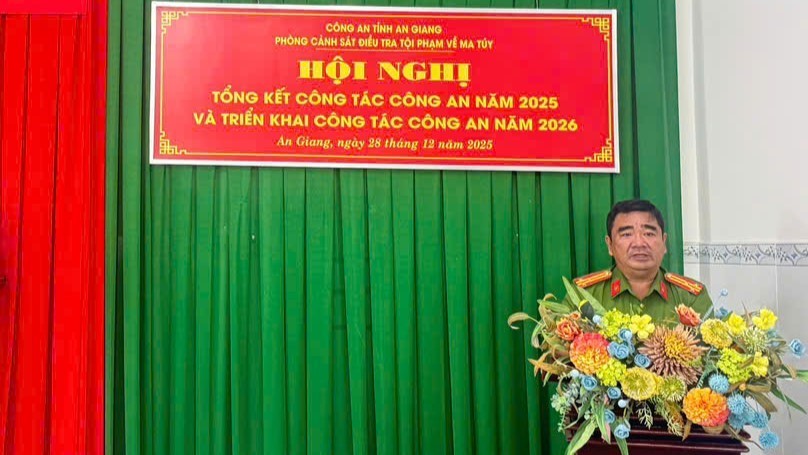 CÔNG AN TỈNH AN GIANG
PHÒNG CẢNH SÁT ĐIỀU TRA TỘI PHẠM VỀ MA TÚY
HỘI NGHỊ
TỔNG KẾT CÔNG TÁC CÔNG AN NĂM 2025
VÀ TRIỂN KHAI CÔNG TÁC CÔNG AN NĂM 2026
An Giang, ngày 28 tháng 12 năm 2025